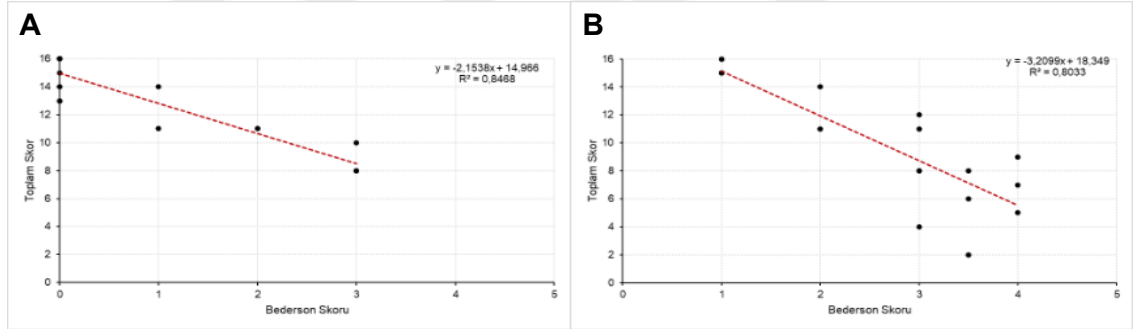 A
y = -2,1538x + 14,966
R² = 0,8468
Toplam Skor
16
14
12
10
8
6
4
2
0
0 1 2 3 4 5
Bederson Skoru
B
y = -3,2099x + 18,349
R² = 0,8033
Toplam Skor
16
14
12
10
8
6
4
2
0
0 1 2 3 4 5
Bederson Skoru